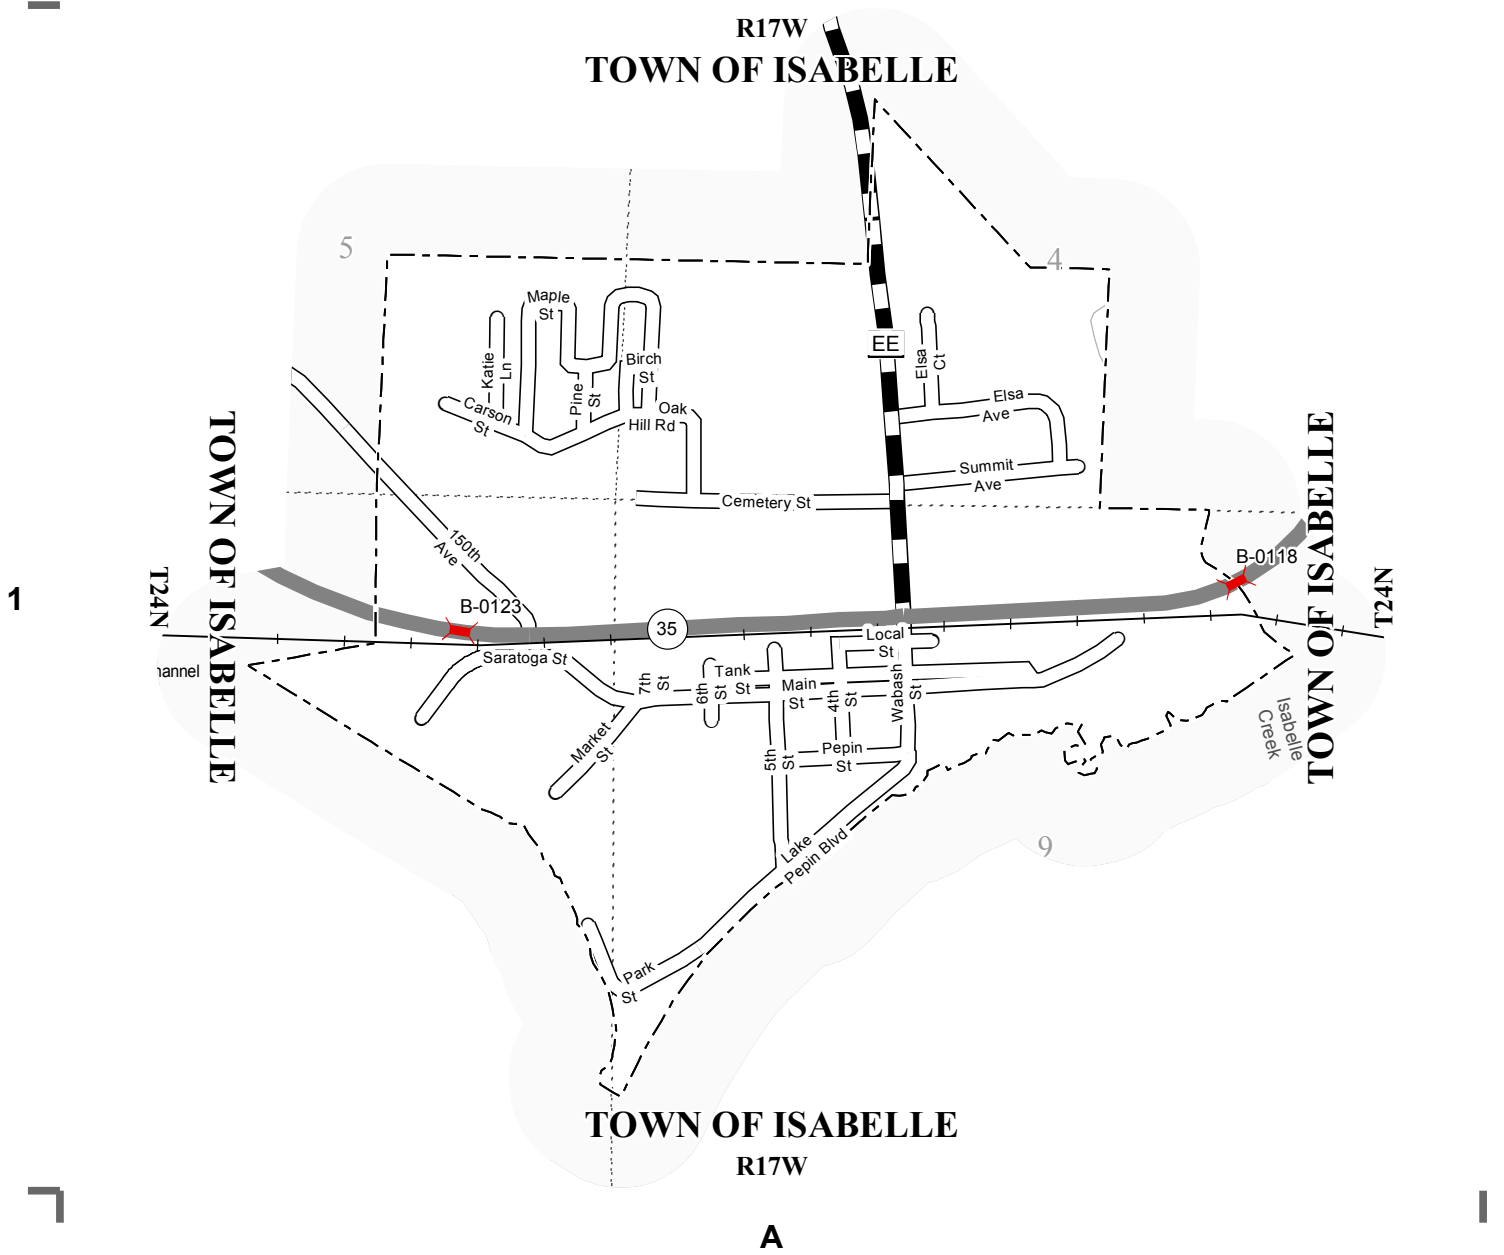 R17W
TOWN OF ISABELLE
5
4
Maple
St
EE
Katie
Ln
Birch
St
Pine
St
Elsa
Ct
Carson
St
Oak
Hill Rd
Elsa
Ave
Summit
Ave
Cemetery St
TOWN OF ISABELLE
TOWN OF ISABELLE
150th
Ave
B-0118
T24N
T24N
1
B-0123
35
Local
St
hannel
Saratoga St
7th
St
6th
St
Tank
St
Main
St
4th
St
Wabash
St
Market
St
5th
St
Pepin
St
Isabelle
Creek
Lake
Pepin Blvd
9
Park
St
TOWN OF ISABELLE
R17W
A